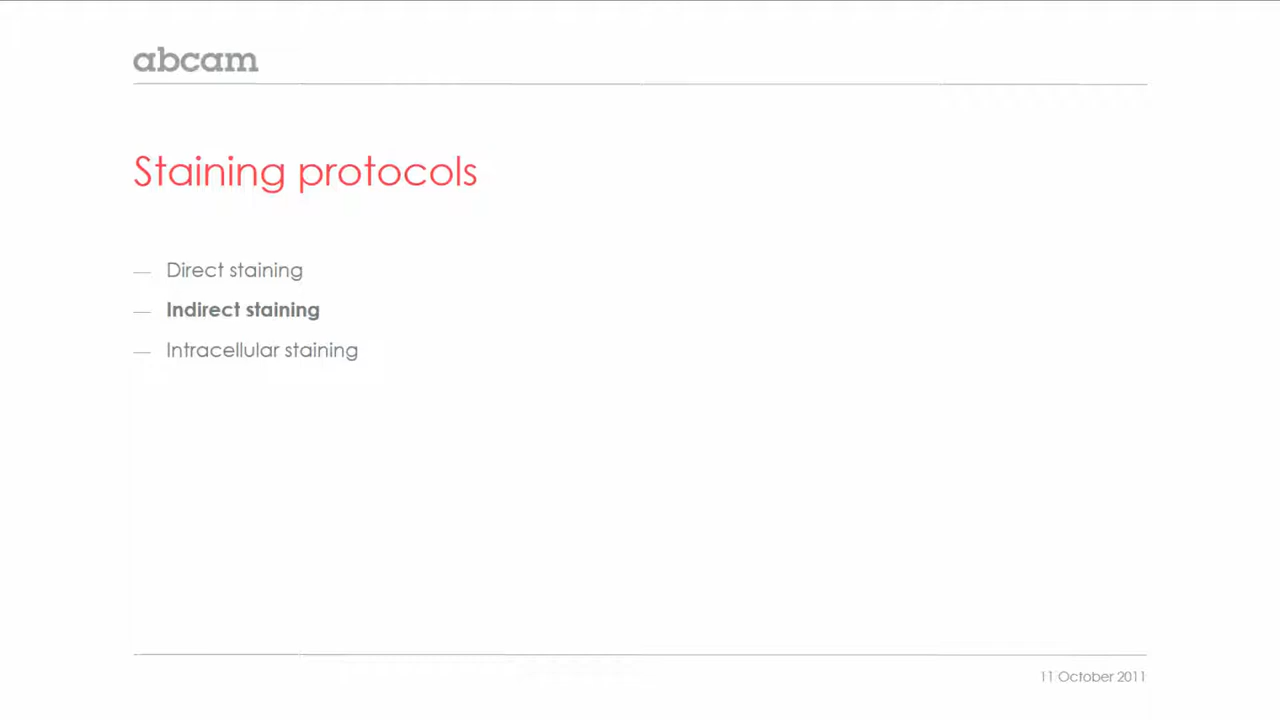 abcam
Staining protocols
— Direct staining
— Indirect staining
— Intracellular staining
11 October 2011